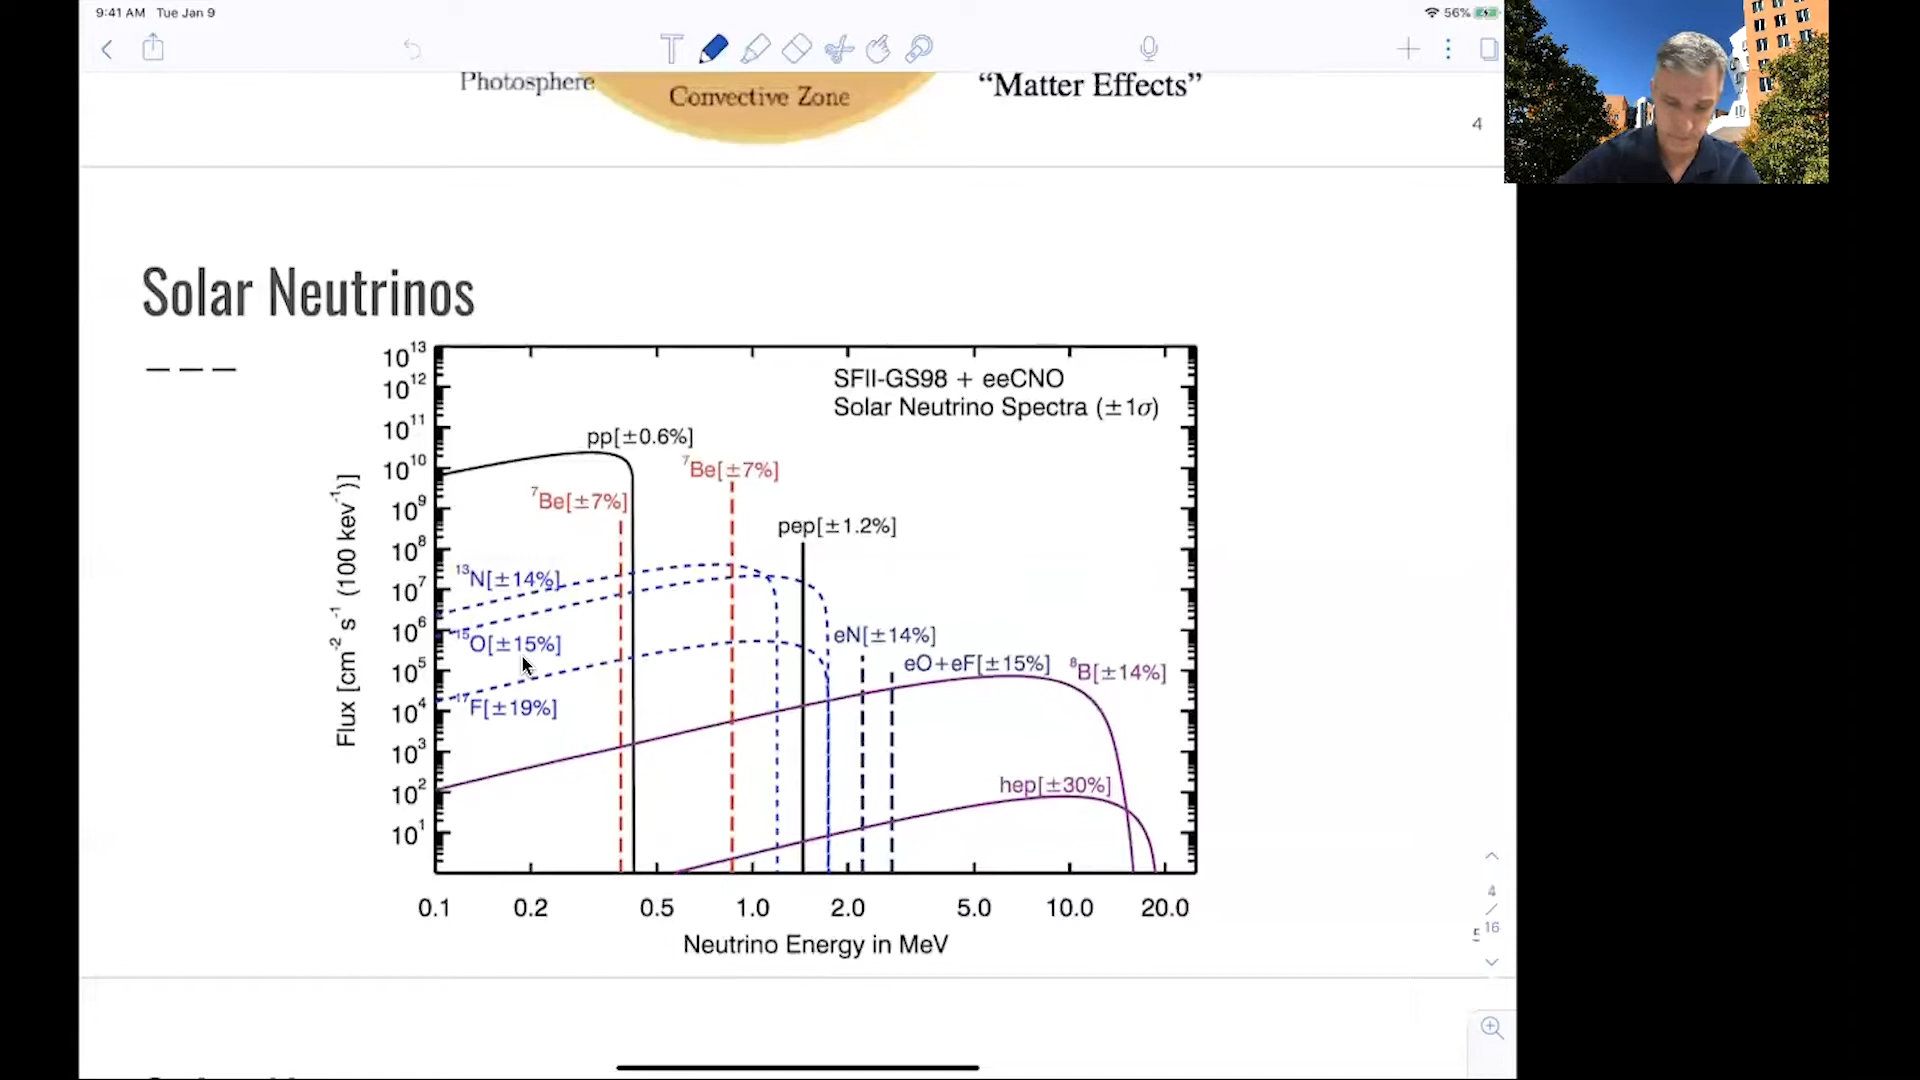 9:41 AM Tue Jan 9
56%
Photosphere
Convective Zone
“Matter Effects”
4
Solar Neutrinos
SFII-GS98 + eeCNO
Solar Neutrino Spectra (±1σ)
10^13
10^12
10^11
10^10
10^9
10^8
10^7
10^6
10^5
10^4
10^3
10^2
10^1
Flux [cm^-2 s^-1 (100 kev^-1)]
pp[±0.6%]
^7Be[±7%]
^7Be[±7%]
pep[±1.2%]
^13N[±14%]
^15O[±15%]
^17F[±19%]
eN[±14%]
eO+eF[±15%]
^8B[±14%]
hep[±30%]
0.1 0.2 0.5 1.0 2.0 5.0 10.0 20.0
Neutrino Energy in MeV
4
/
16
5